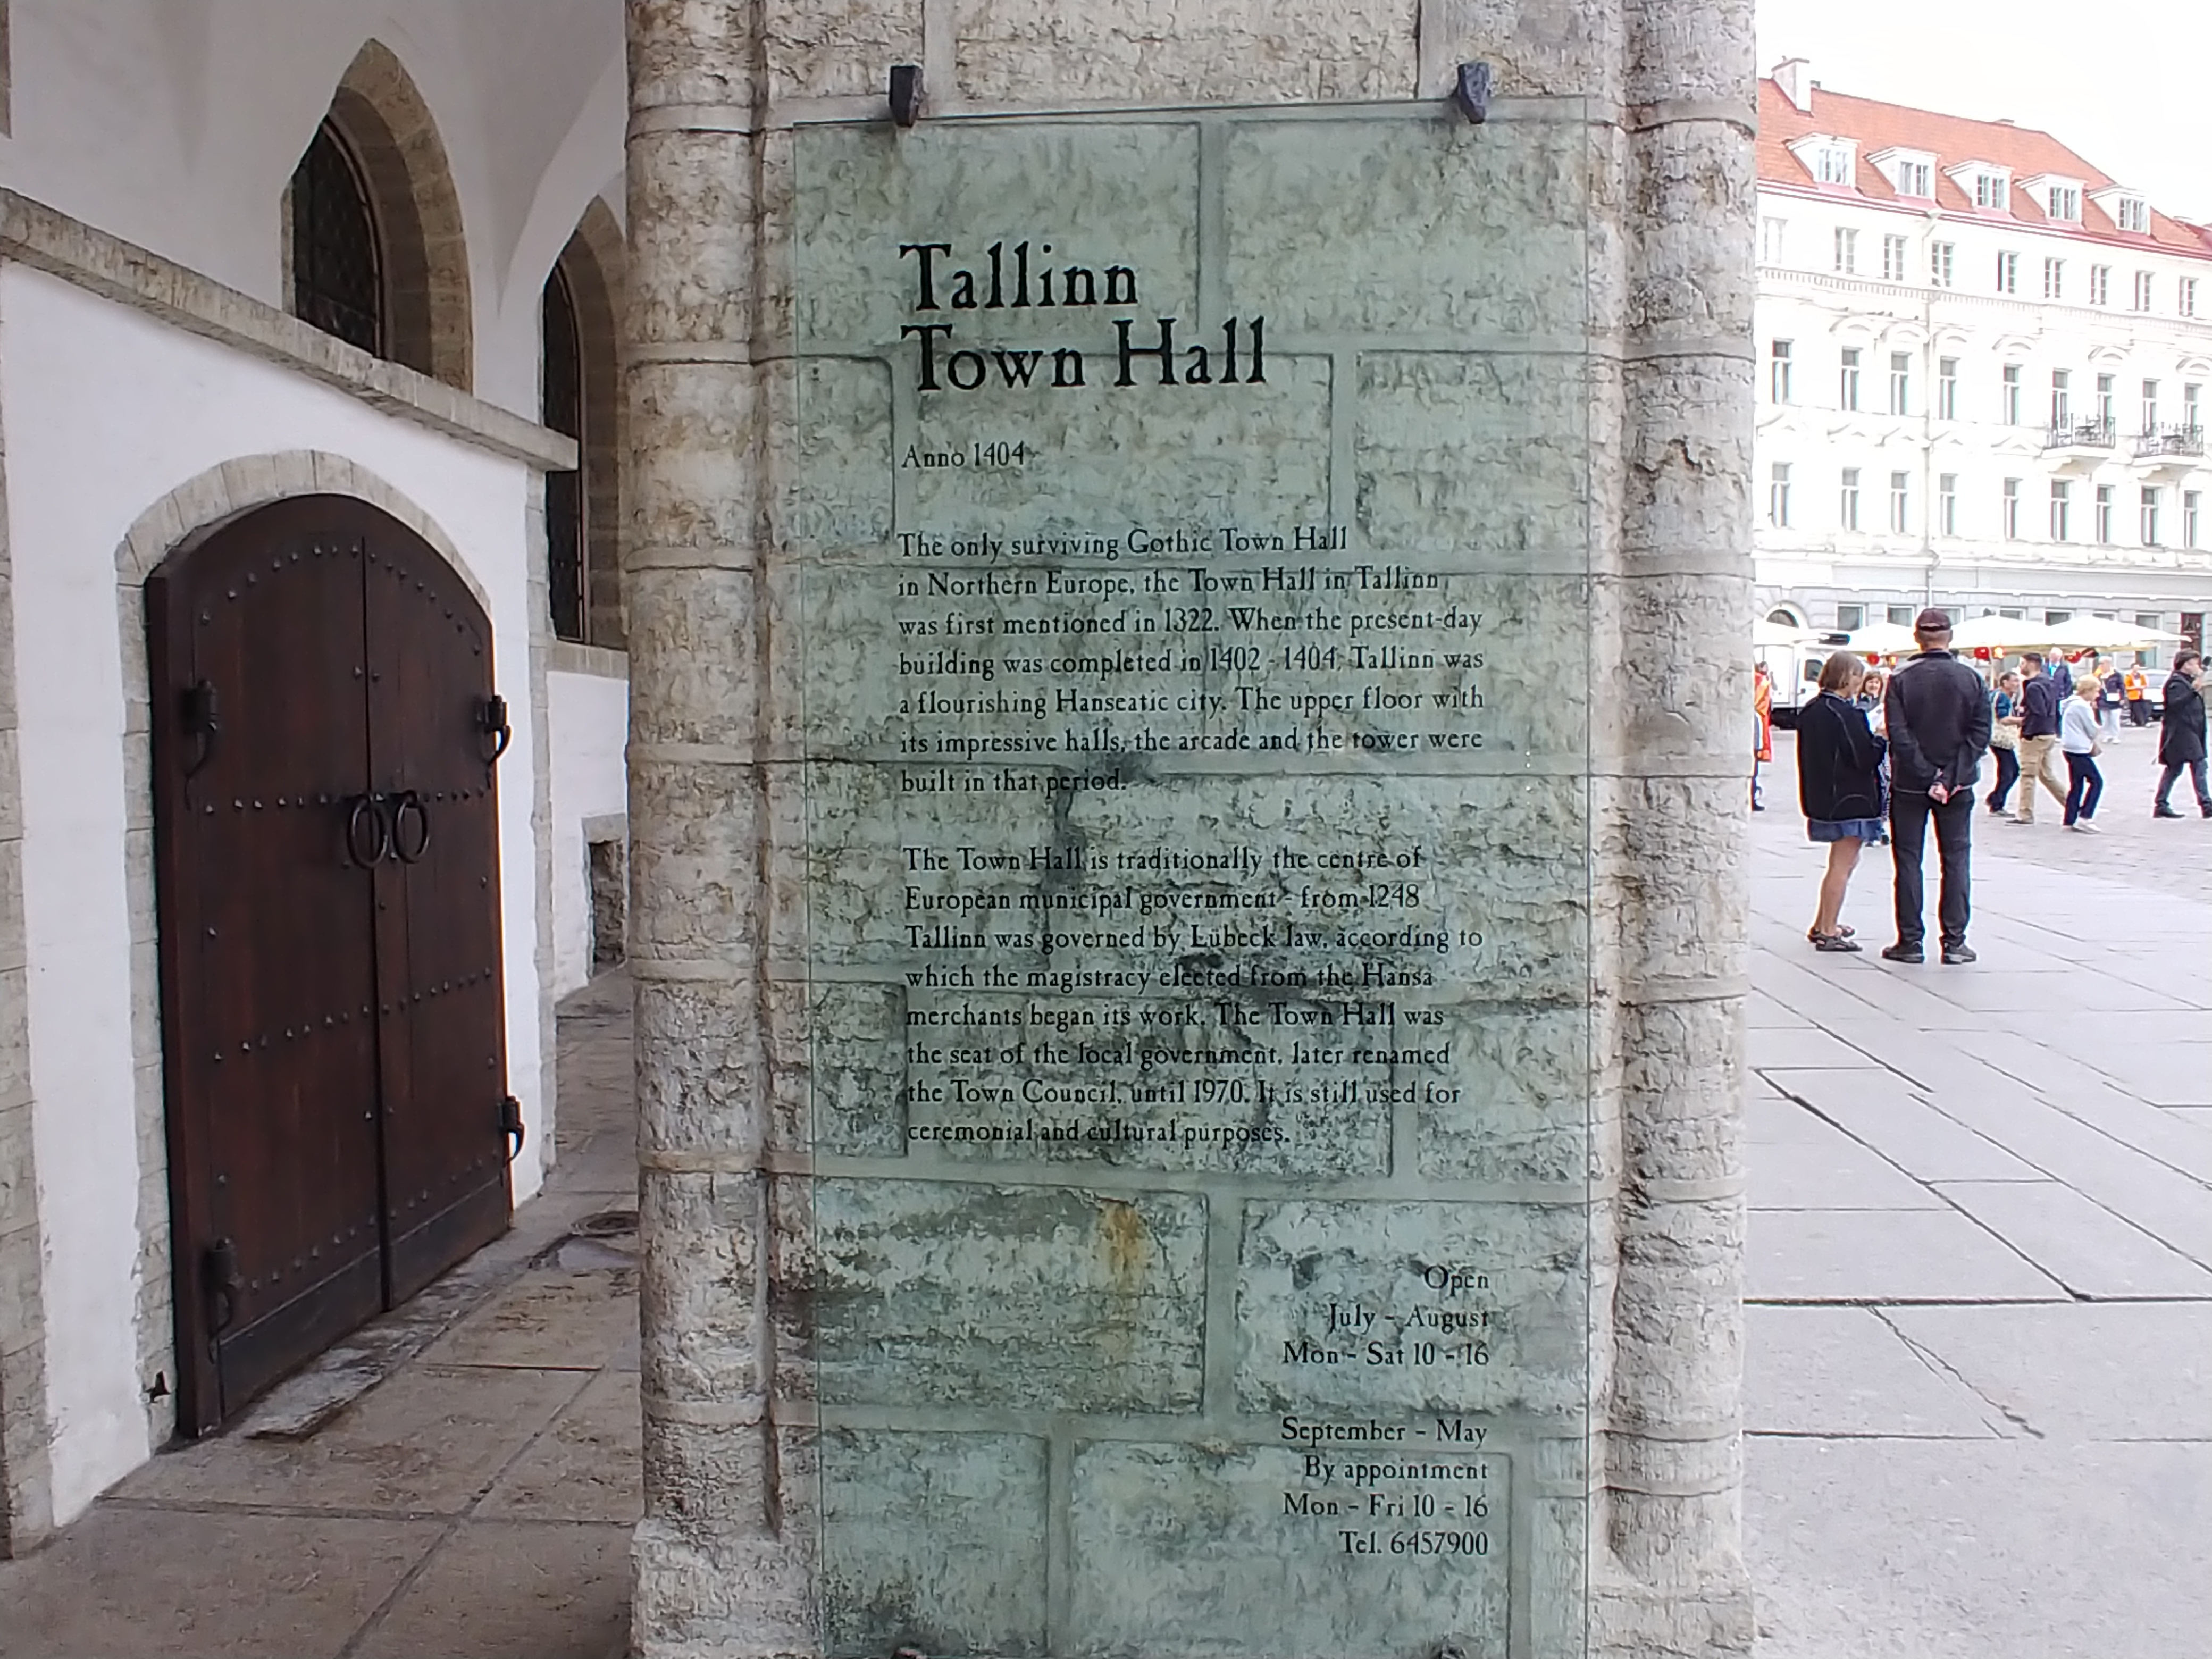 Tallinn
Town Hall
Anno 1404
The only surviving Gothic Town Hall
in Northern Europe, the Town Hall in Tallinn
was first mentioned in 1322. When the present-day
building was completed in 1402 - 1404, Tallinn was
a flourishing Hanseatic city. The upper floor with
its impressive halls, the arcade and the tower were
built in that period.
The Town Hall is traditionally the centre of
European municipal government - from 1248
Tallinn was governed by Lübeck law, according to
which the magistracy elected from the Hansa
merchants began its work. The Town Hall was
the seat of the local government, later renamed
the Town Council, until 1970. It is still used for
ceremonial and cultural purposes.
Open
July - August
Mon - Sat 10 - 16
September - May
By appointment
Mon - Fri 10 - 16
Tel. 6457900